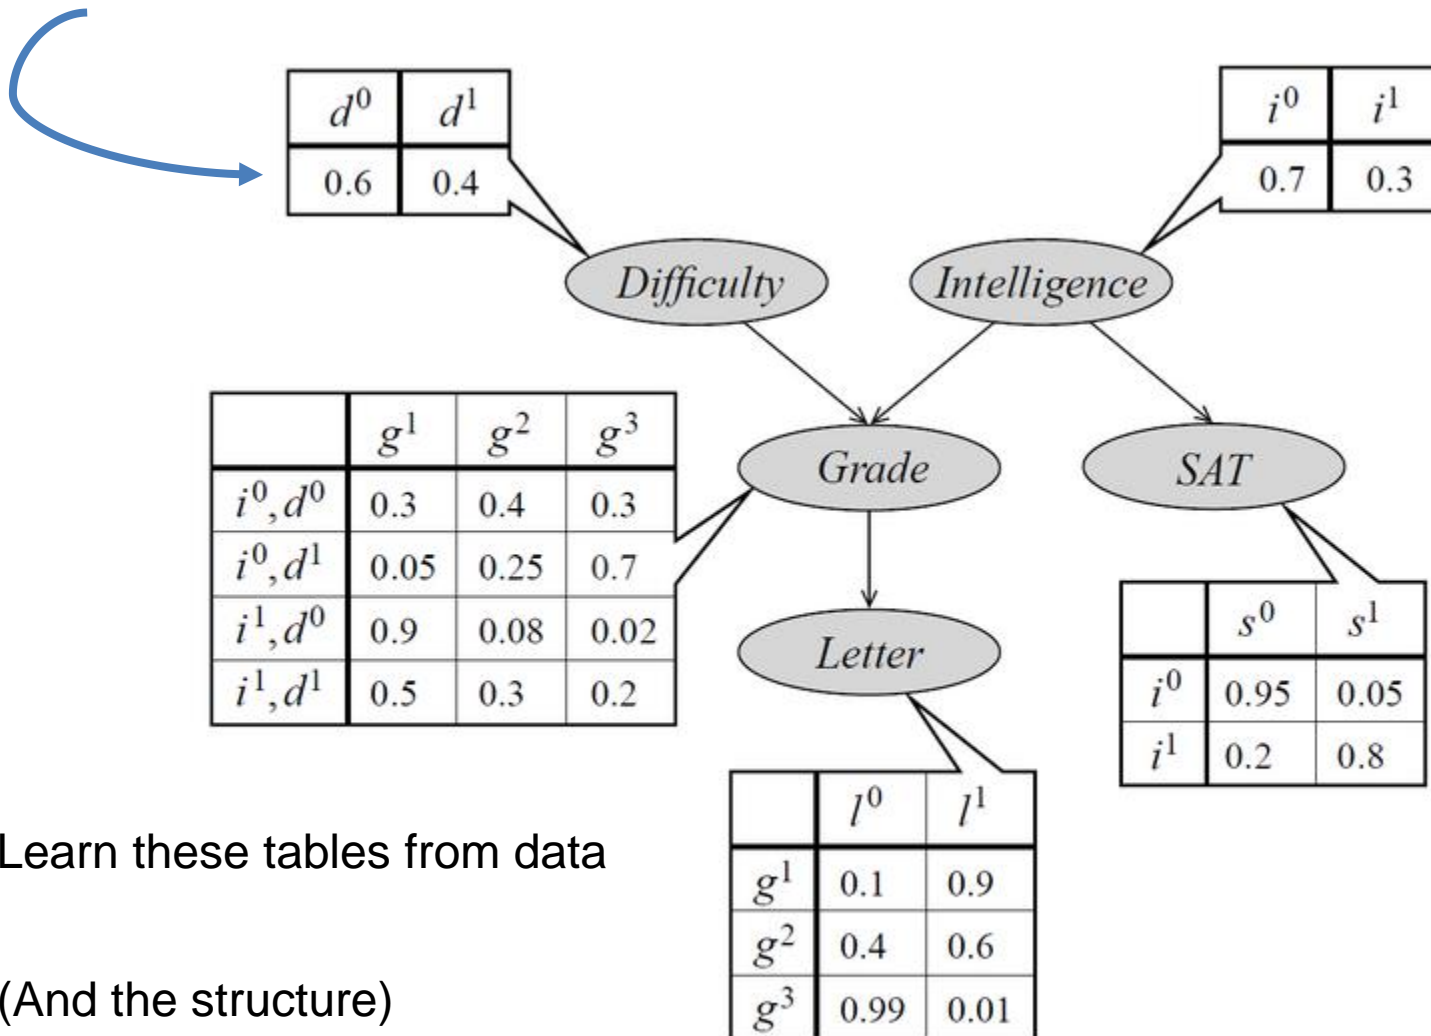 d⁰ d¹
0.6 0.4
i⁰ i¹
0.7 0.3
Difficulty
Intelligence
g¹ g² g³
i⁰, d⁰ 0.3 0.4 0.3
i⁰, d¹ 0.05 0.25 0.7
i¹, d⁰ 0.9 0.08 0.02
i¹, d¹ 0.5 0.3 0.2
Grade
SAT
Letter
s⁰ s¹
i⁰ 0.95 0.05
i¹ 0.2 0.8
l⁰ l¹
g¹ 0.1 0.9
g² 0.4 0.6
g³ 0.99 0.01
Learn these tables from data
(And the structure)